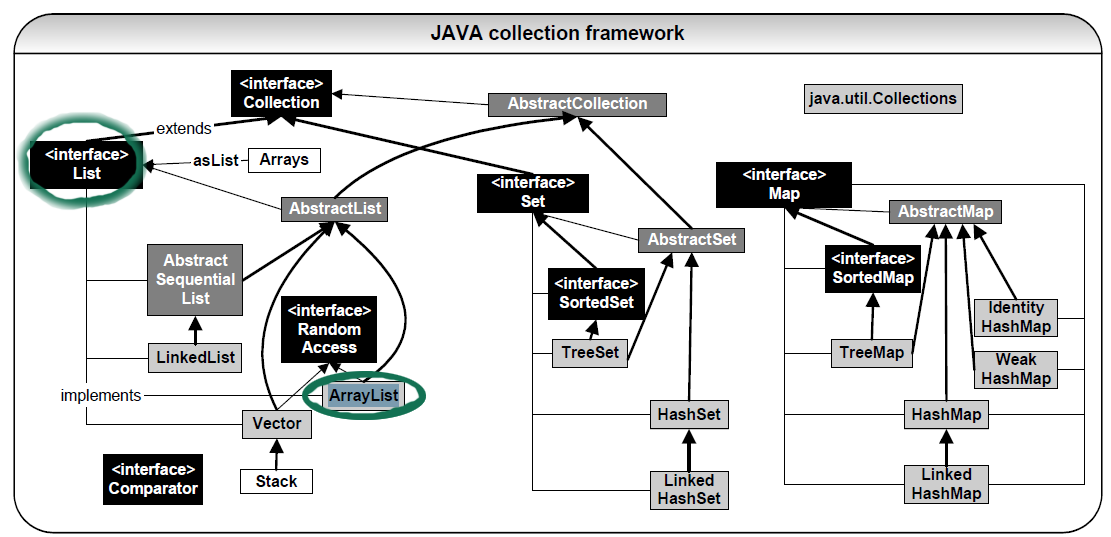 JAVA collection framework
<interface>
Collection
AbstractCollection
java.util.Collections
extends
<interface>
List
asList
Arrays
<interface>
Set
<interface>
Map
AbstractList
AbstractSet
AbstractMap
Abstract
Sequential
List
<interface>
SortedSet
<interface>
SortedMap
<interface>
Random
Access
Identity
HashMap
LinkedList
TreeSet
TreeMap
Weak
HashMap
implements
ArrayList
Vector
HashSet
HashMap
<interface>
Comparator
Stack
Linked
HashSet
Linked
HashMap